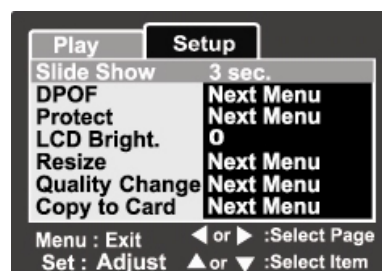 Play Setup
Slide Show 3 sec.
DPOF Next Menu
Protect Next Menu
LCD Bright. 0
Resize Next Menu
Quality Change Next Menu
Copy to Card Next Menu
Menu : Exit ◀ or ▶ :Select Page
Set : Adjust ▲ or ▼ :Select Item